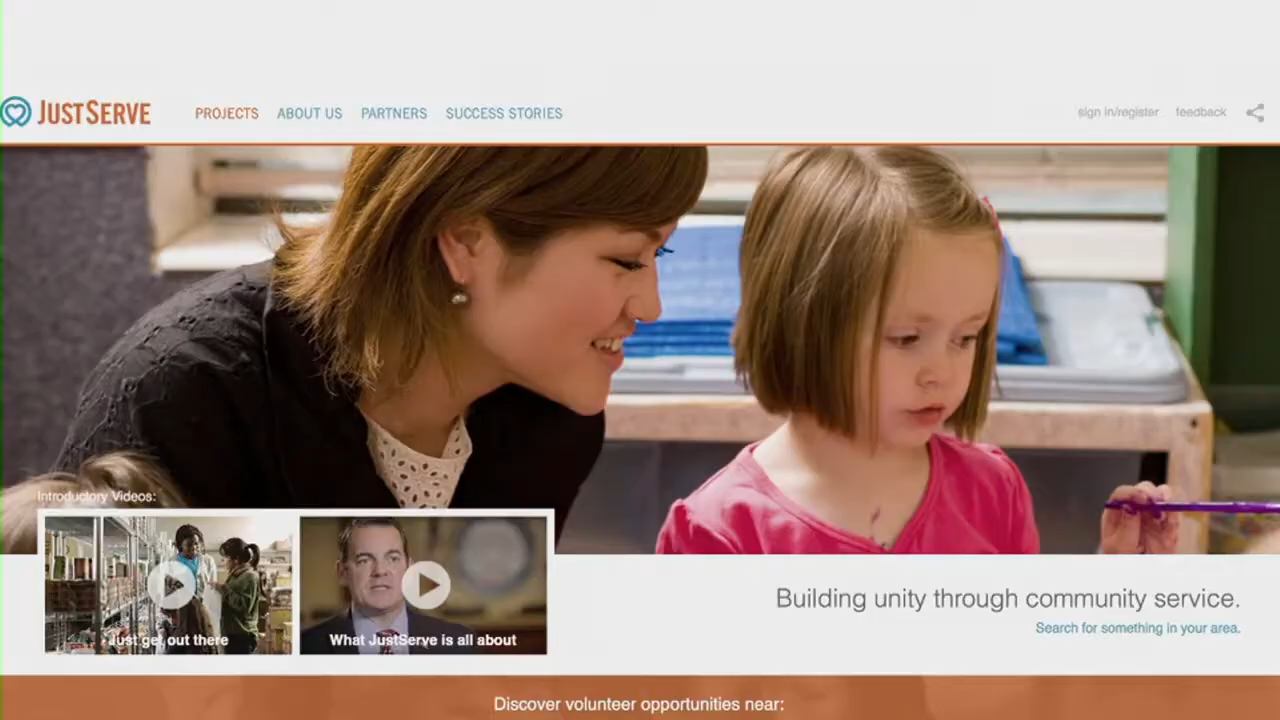 JUSTSERVE
PROJECTS ABOUT US PARTNERS SUCCESS STORIES
sign in/register feedback
Introductory Videos:
Just get out there
What JustServe is all about
Building unity through community service.
Search for something in your area.
Discover volunteer opportunities near: